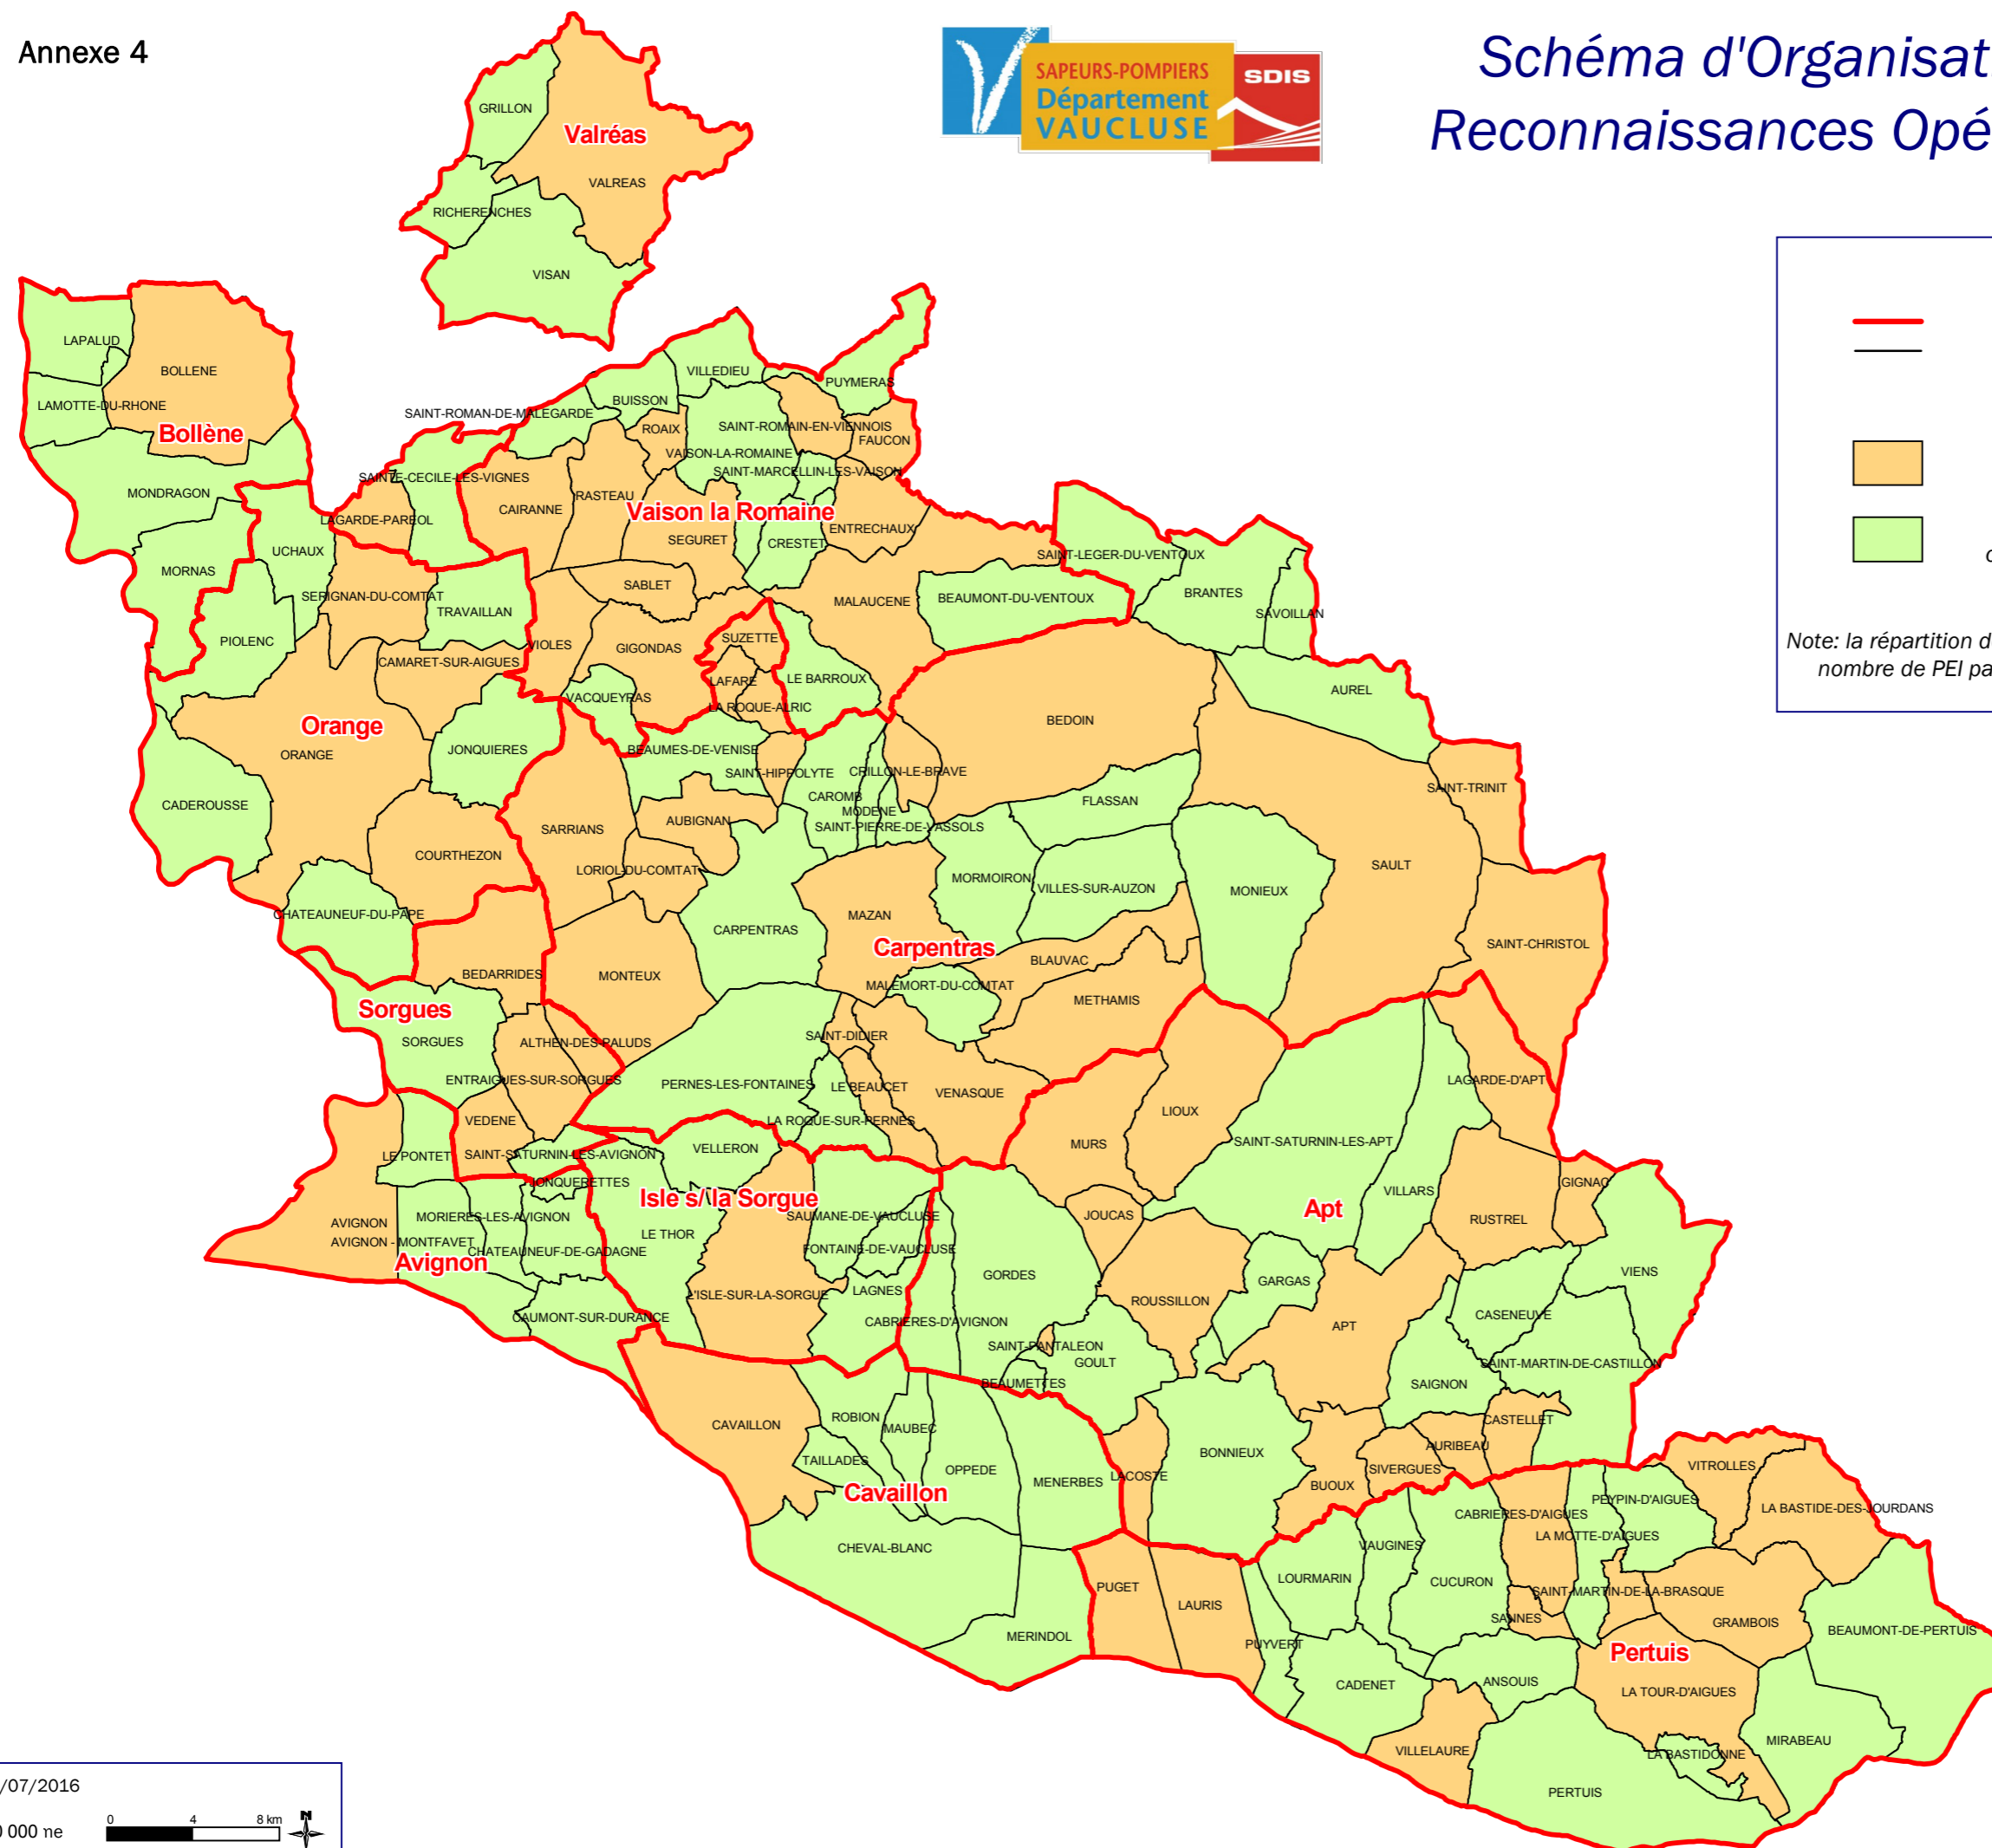 Annexe 4
SAPEURS-POMPIERS
Département
VAUCLUSE
SDIS
Schéma d'Organisat
Reconnaissances Opé
GRILLON
Valréas
VALREAS
RICHERENCHES
VISAN
LAPALUD
BOLLENE
LAMOTTE-DU-RHONE
Bollène
MONDRAGON
MORNAS
VILLEDIEU
PUYMERAS
BUISSON
SAINT-ROMAN-DE-MALEGARDE
ROAIX
SAINT-ROMAIN-EN-VIENNOIS
FAUCON
VAISON-LA-ROMAINE
SAINT-MARCELLIN-LES-VAISON
SAINTE-CECILE-LES-VIGNES
RASTEAU
CAIRANNE
Vaison la Romaine
LAGARDE-PAREOL
ENTRECHAUX
SEGURET
CRESTET
UCHAUX
SAINT-LEGER-DU-VENTOUX
SABLET
BRANTES
SERIGNAN-DU-COMTAT
MALAUCENE
BEAUMONT-DU-VENTOUX
TRAVAILLAN
SAVOILLAN
PIOLENC
VIOLES
GIGONDAS
SUZETTE
CAMARET-SUR-AIGUES
LAFARE
LE BARROUX
AUREL
VACQUEYRAS
LA ROQUE-ALRIC
Orange
BEDOIN
ORANGE
JONQUIERES
BEAUMES-DE-VENISE
SAINT-HIPPOLYTE
CRILLON-LE-BRAVE
SAINT-TRINIT
CADEROUSSE
CAROMB
FLASSAN
MODENE
AUBIGNAN
SAINT-PIERRE-DE-VASSOLS
SARRIANS
COURTHEZON
SAULT
LORIOL-DU-COMTAT
MORMOIRON
VILLES-SUR-AUZON
MONIEUX
CHATEAUNEUF-DU-PAPE
MAZAN
CARPENTRAS
Carpentras
SAINT-CHRISTOL
BLAUVAC
BEDARRIDES
MONTEUX
MALEMORT-DU-COMTAT
METHAMIS
Sorgues
SORGUES
ALTHEN-DES-PALUDS
SAINT-DIDIER
ENTRAIGUES-SUR-SORGUES
PERNES-LES-FONTAINES
LE BEAUCET
VENASQUE
LAGARDE-D'APT
LIOUX
VEDENE
LA ROQUE-SUR-PERNES
MURS
SAINT-SATURNIN-LES-APT
LE PONTET
SAINT-SATURNIN-LES-AVIGNON
VELLERON
JONQUERETTES
Isle s/ la Sorgue
VILLARS
GIGNAC
Apt
AVIGNON
MORIERES-LES-AVIGNON
SAUMANE-DE-VAUCLUSE
JOUCAS
RUSTREL
LE THOR
AVIGNON - MONTFAVET
CHATEAUNEUF-DE-GADAGNE
FONTAINE-DE-VAUCLUSE
Avignon
GORDES
GARGAS
VIENS
L'ISLE-SUR-LA-SORGUE
LAGNES
ROUSSILLON
CAUMONT-SUR-DURANCE
CABRIERES-D'AVIGNON
APT
CASENEUVE
SAINT-PANTALEON
GOULT
SAINT-MARTIN-DE-CASTILLON
BEAUMETTES
SAIGNON
CAVAILLON
ROBION
MAUBEC
CASTELLET
AURIBEAU
BONNIEUX
TAILLADES
OPPEDE
MENERBES
LACOSTE
SIVERGUES
BUOUX
Cavaillon
VITROLLES
LA BASTIDE-DES-JOURDANS
PEYPIN-D'AIGUES
CABRIERES-D'AIGUES
LA MOTTE-D'AIGUES
CHEVAL-BLANC
VAUGINES
PUGET
LOURMARIN
CUCURON
SAINT-MARTIN-DE-LA-BRASQUE
LAURIS
SANNES
GRAMBOIS
MERINDOL
PUYVERT
BEAUMONT-DE-PERTUIS
Pertuis
CADENET
ANSOUIS
LA TOUR-D'AIGUES
VILLELAURE
LA BASTIDONNE
MIRABEAU
PERTUIS
Note: la répartition d
nombre de PEI pa
/07/2016
0 000 ne
0 4 8 km
N